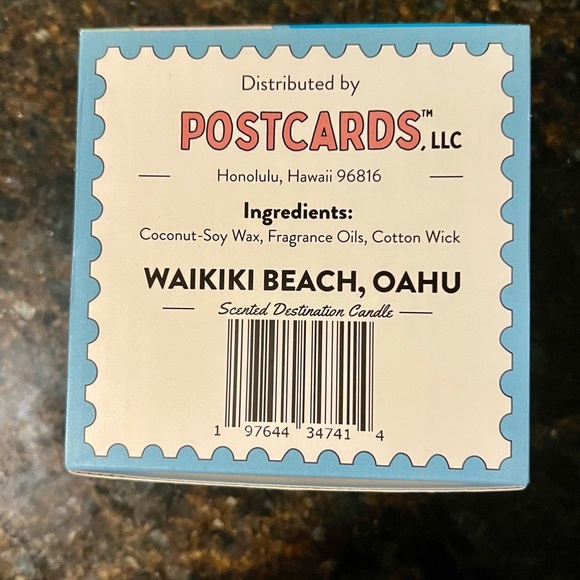 Distributed by
POSTCARDS™, LLC
Honolulu, Hawaii 96816
Ingredients:
Coconut-Soy Wax, Fragrance Oils, Cotton Wick
WAIKIKI BEACH, OAHU
Scented Destination Candle
1 97644 34741 4